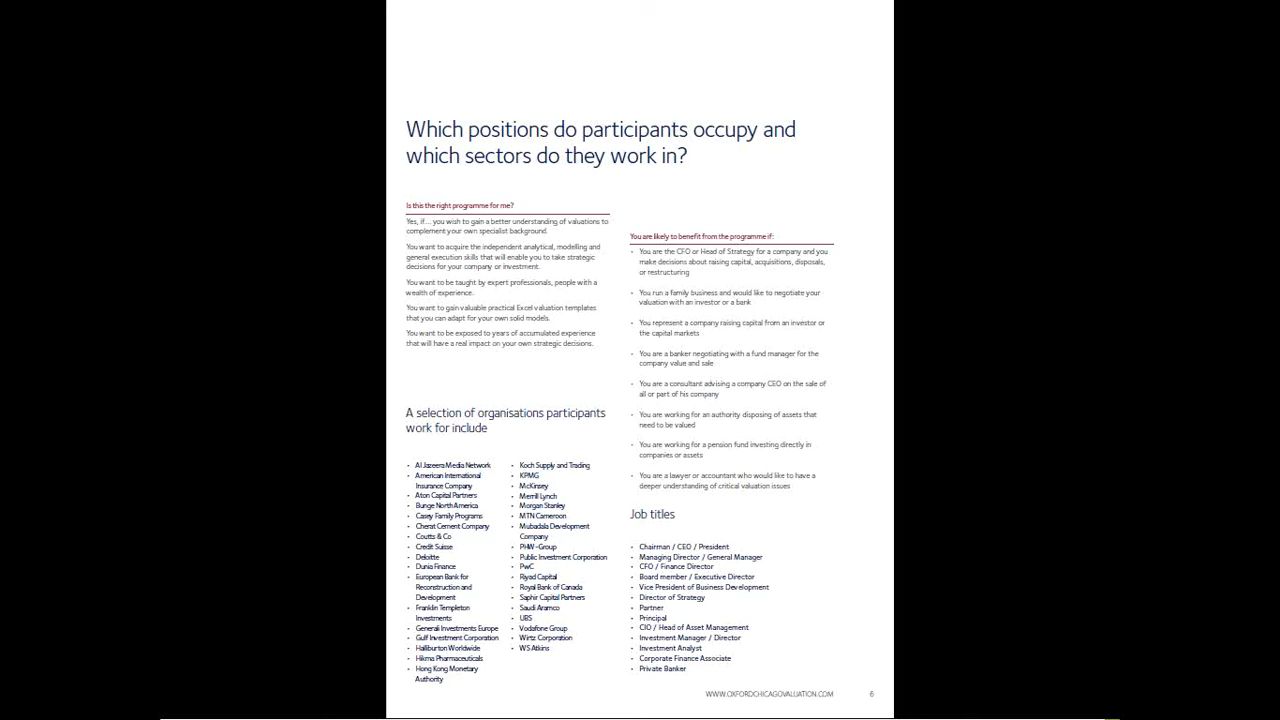 Which positions do participants occupy and
which sectors do they work in?
Is this the right programme for me?
Yes, if... you wish to gain a better understanding of valuations to
complement your own specialist background.
You want to acquire the independent analytical, modelling and
general execution skills that will enable you to take strategic
decisions for your company or investment.
You want to be taught by expert professionals, people with a
wealth of experience.
You want to gain valuable practical Excel valuation templates
that you can adapt for your own solid models.
You want to be exposed to years of accumulated experience
that will have a real impact on your own strategic decisions.
A selection of organisations participants
work for include
• Al Jazeera Media Network
• American International
Insurance Company
• Aton Capital Partners
• Bunge North America
• Casey Family Programs
• Cherat Cement Company
• Coutts & Co
• Credit Suisse
• Deloitte
• Dunia Finance
• European Bank for
Reconstruction and
Development
• Franklin Templeton
Investments
• Generali Investments Europe
• Gulf Investment Corporation
• Halliburton Worldwide
• Hikma Pharmaceuticals
• Hong Kong Monetary
Authority
• Koch Supply and Trading
• KPMG
• McKinsey
• Merrill Lynch
• Morgan Stanley
• MTN Cameroon
• Mubadala Development
Company
• PHW-Group
• Public Investment Corporation
• PwC
• Riyad Capital
• Royal Bank of Canada
• Saphir Capital Partners
• Saudi Aramco
• UBS
• Vodafone Group
• Wirtz Corporation
• WS Atkins
You are likely to benefit from the programme if:
• You are the CFO or Head of Strategy for a company and you
make decisions about raising capital, acquisitions, disposals,
or restructuring
• You run a family business and would like to negotiate your
valuation with an investor or a bank
• You represent a company raising capital from an investor or
the capital markets
• You are a banker negotiating with a fund manager for the
company value and sale
• You are a consultant advising a company CEO on the sale of
all or part of his company
• You are working for an authority disposing of assets that
need to be valued
• You are working for a pension fund investing directly in
companies or assets
• You are a lawyer or accountant who would like to have a
deeper understanding of critical valuation issues
Job titles
• Chairman / CEO / President
• Managing Director / General Manager
• CFO / Finance Director
• Board member / Executive Director
• Vice President of Business Development
• Director of Strategy
• Partner
• Principal
• CIO / Head of Asset Management
• Investment Manager / Director
• Investment Analyst
• Corporate Finance Associate
• Private Banker
WWW.OXFORDCHICAGOVALUATION.COM 6